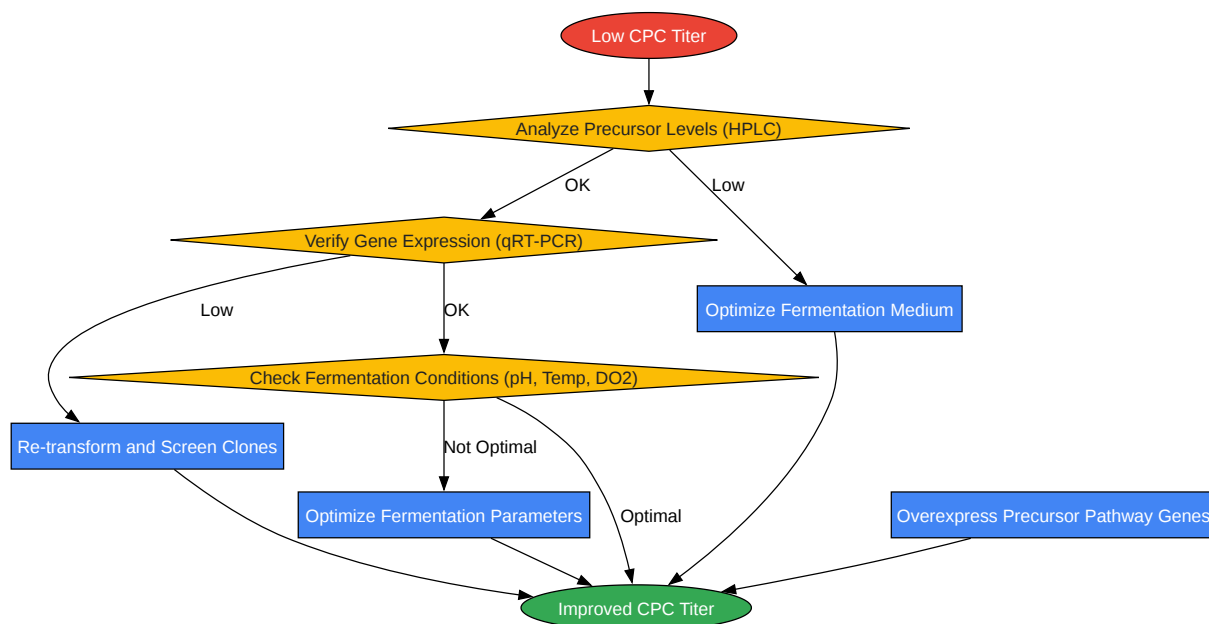 Low CPC Titer
Analyze Precursor Levels (HPLC)
OK
Low
Verify Gene Expression (qRT-PCR)
Low
OK
Optimize Fermentation Medium
Check Fermentation Conditions (pH, Temp, DO2)
Re-transform and Screen Clones
Not Optimal
Optimize Fermentation Parameters
Optimal
Overexpress Precursor Pathway Genes
Improved CPC Titer